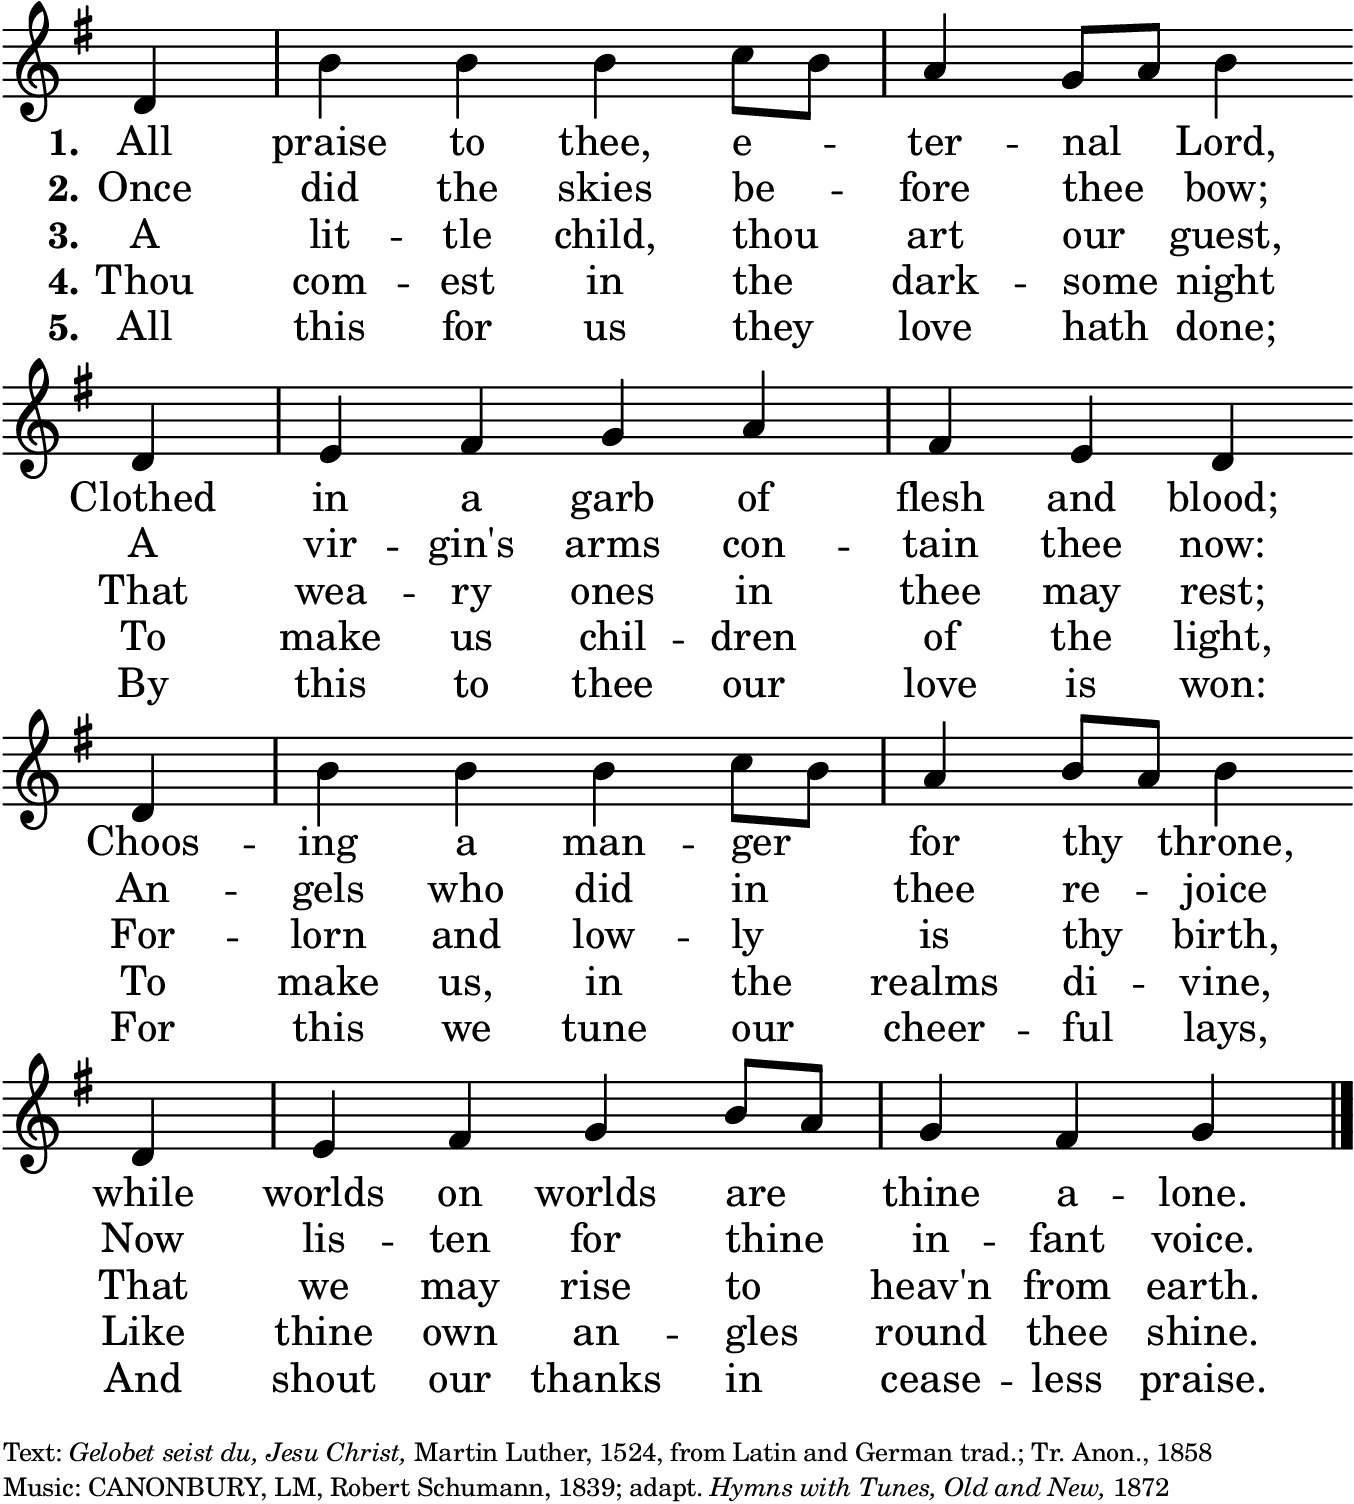 1. All praise to thee, e - ter - nal Lord,
2. Once did the skies be - fore thee bow;
3. A lit - tle child, thou art our guest,
4. Thou com - est in the dark - some night
5. All this for us they love hath done;
Clothed in a garb of flesh and blood;
A vir - gin's arms con - tain thee now:
That wea - ry ones in thee may rest;
To make us chil - dren of the light,
By this to thee our love is won:
Choos - ing a man - ger for thy throne,
An - gels who did in thee re - joice
For - lorn and low - ly is thy birth,
To make us, in the realms di - vine,
For this we tune our cheer - ful lays,
while worlds on worlds are thine a - lone.
Now lis - ten for thine in - fant voice.
That we may rise to heav'n from earth.
Like thine own an - gles round thee shine.
And shout our thanks in cease - less praise.
Text: Gelobet seist du, Jesu Christ, Martin Luther, 1524, from Latin and German trad.; Tr. Anon., 1858
Music: CANONBURY, LM, Robert Schumann, 1839; adapt. Hymns with Tunes, Old and New, 1872